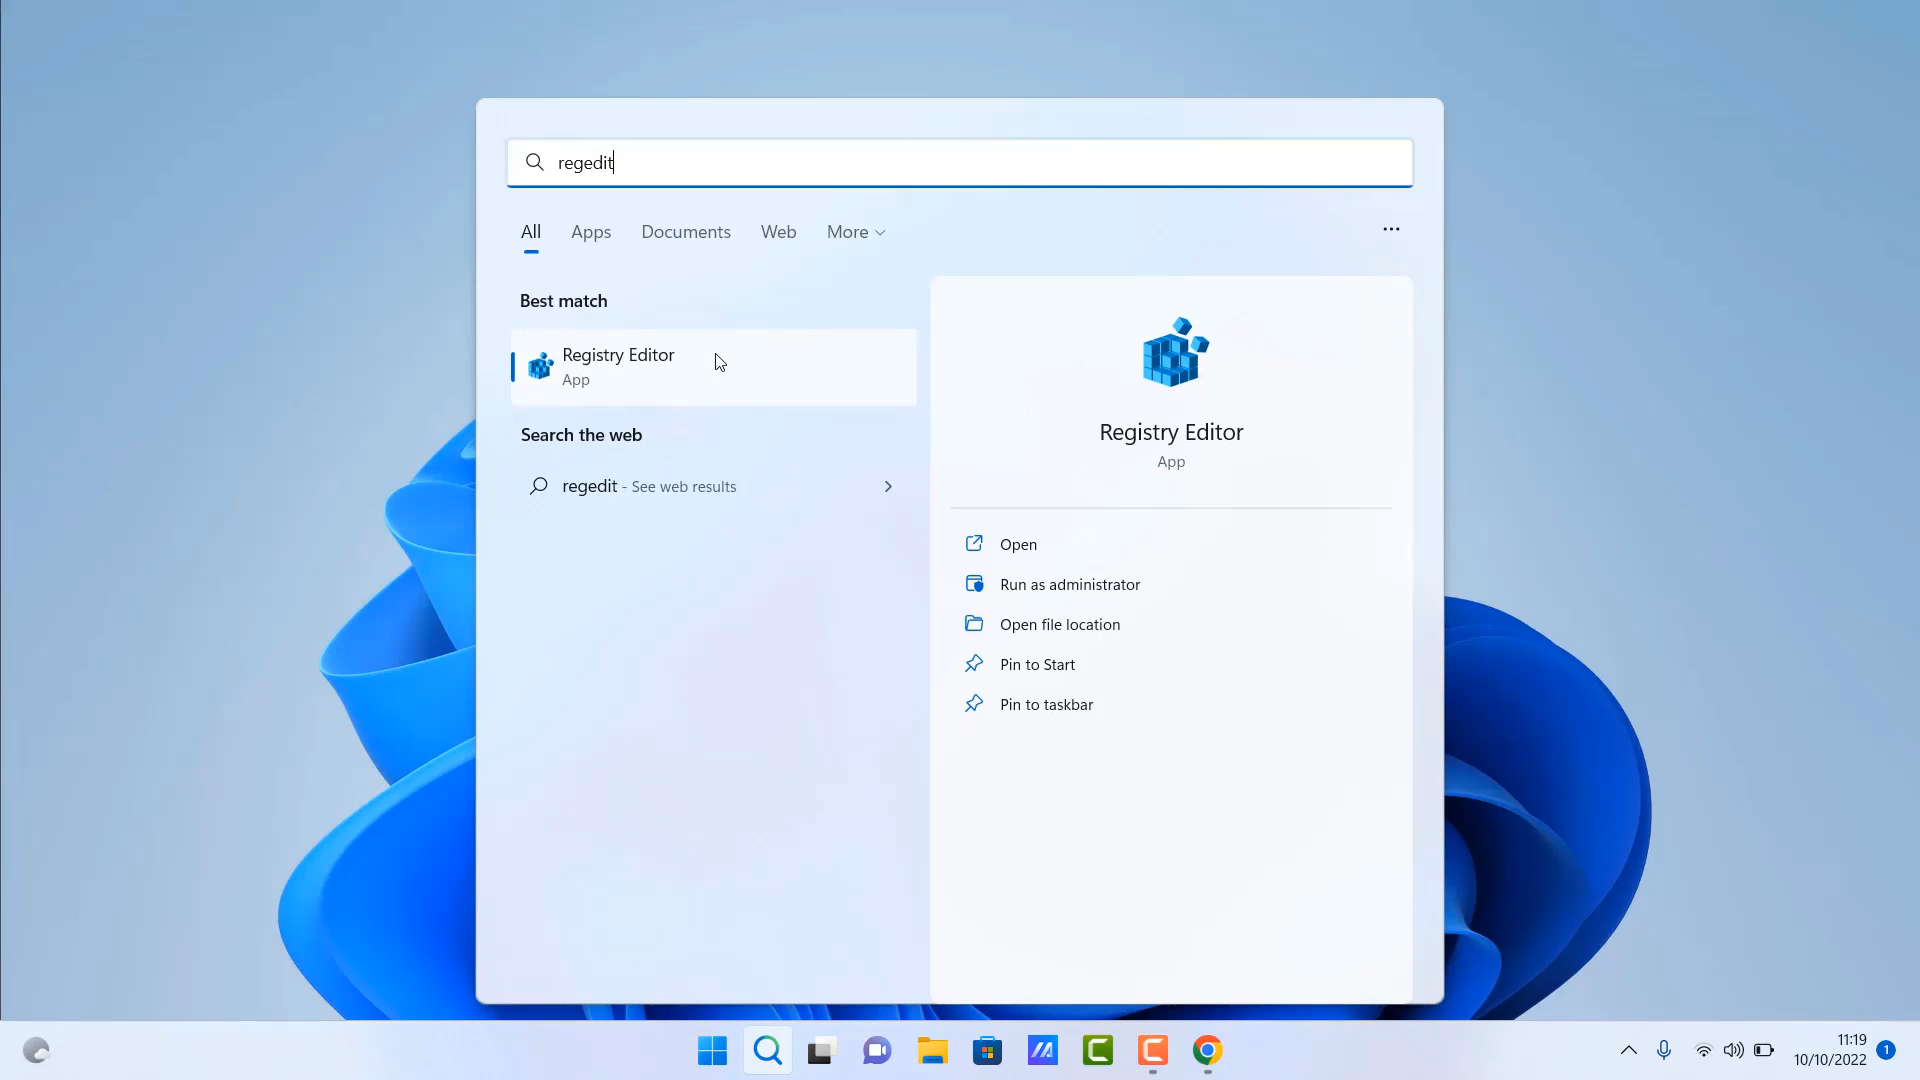 regedit
All Apps Documents Web More
Best match
Registry Editor
App
Search the web
regedit - See web results
Registry Editor
App
Open
Run as administrator
Open file location
Pin to Start
Pin to taskbar
11:19
10/10/2022
1